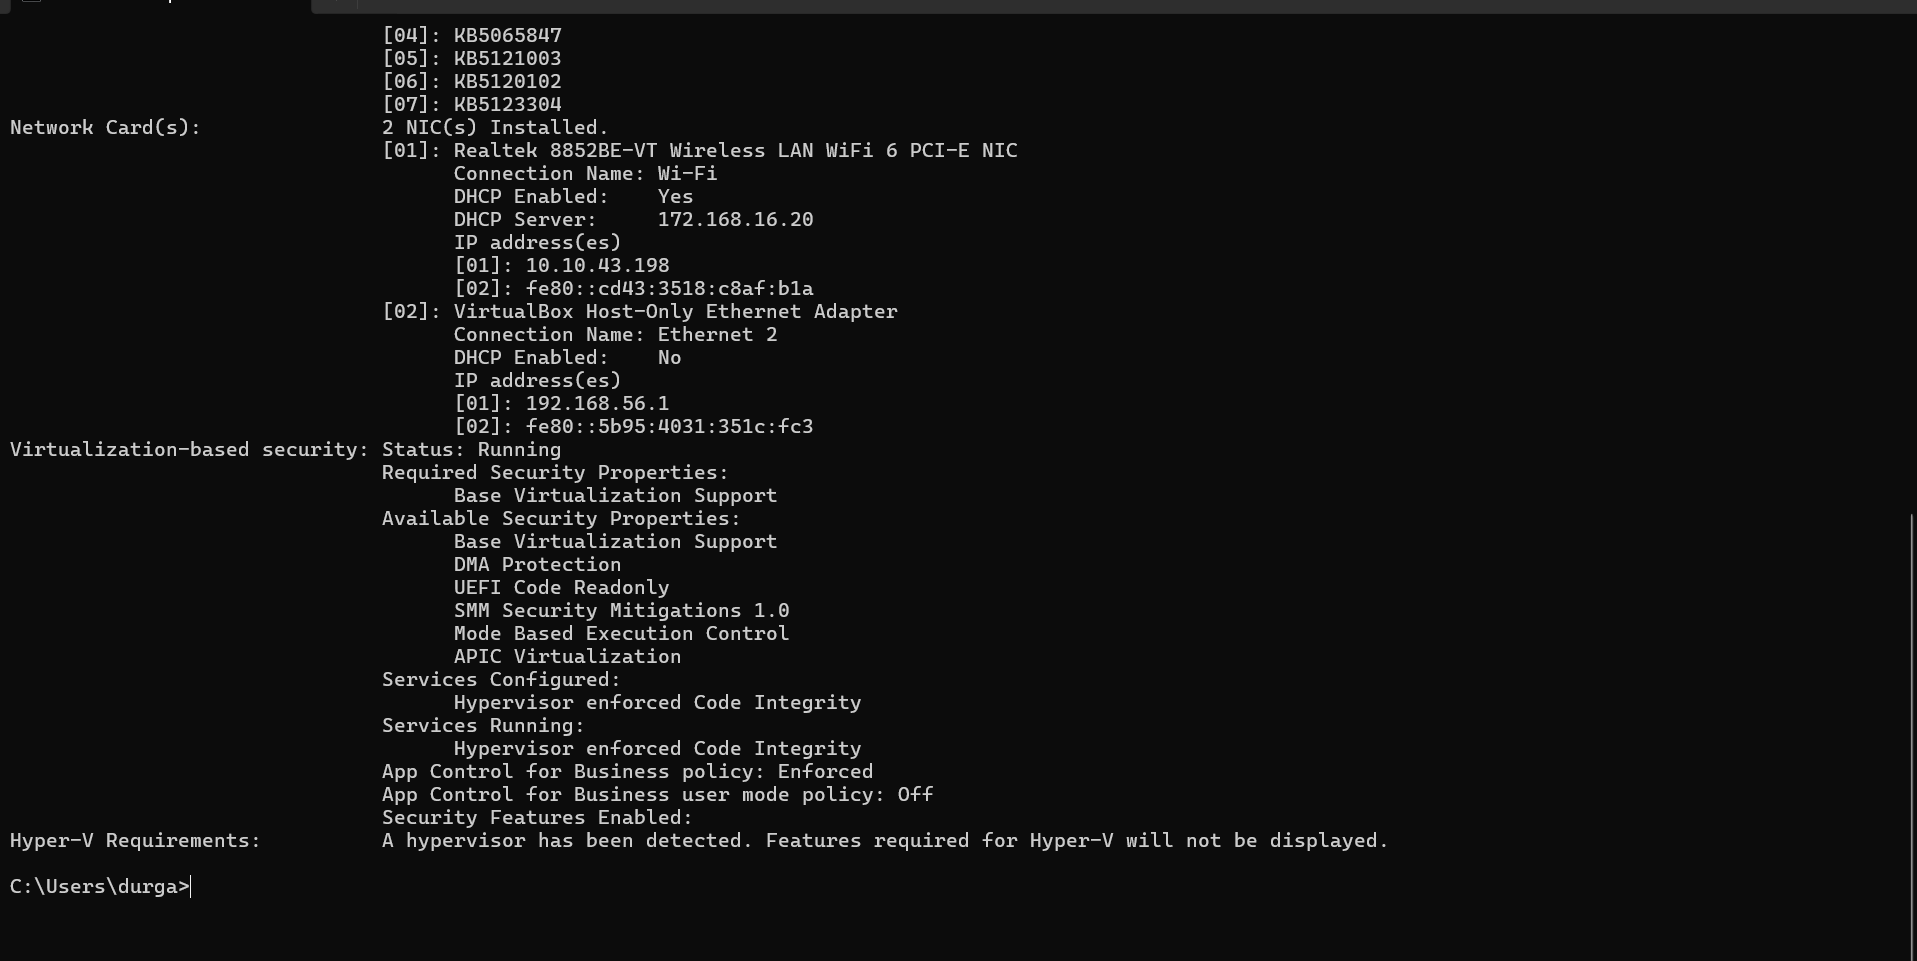 [04]: KB5065847
[05]: KB5121003
[06]: KB5120102
[07]: KB5123304
Network Card(s): 2 NIC(s) Installed.
[01]: Realtek 8852BE-VT Wireless LAN WiFi 6 PCI-E NIC
Connection Name: Wi-Fi
DHCP Enabled: Yes
DHCP Server: 172.168.16.20
IP address(es)
[01]: 10.10.43.198
[02]: fe80::cd43:3518:c8af:b1a
[02]: VirtualBox Host-Only Ethernet Adapter
Connection Name: Ethernet 2
DHCP Enabled: No
IP address(es)
[01]: 192.168.56.1
[02]: fe80::5b95:4031:351c:fc3
Virtualization-based security: Status: Running
Required Security Properties:
Base Virtualization Support
Available Security Properties:
Base Virtualization Support
DMA Protection
UEFI Code Readonly
SMM Security Mitigations 1.0
Mode Based Execution Control
APIC Virtualization
Services Configured:
Hypervisor enforced Code Integrity
Services Running:
Hypervisor enforced Code Integrity
App Control for Business policy: Enforced
App Control for Business user mode policy: Off
Security Features Enabled:
Hyper-V Requirements: A hypervisor has been detected. Features required for Hyper-V will not be displayed.
C:\Users\durga>